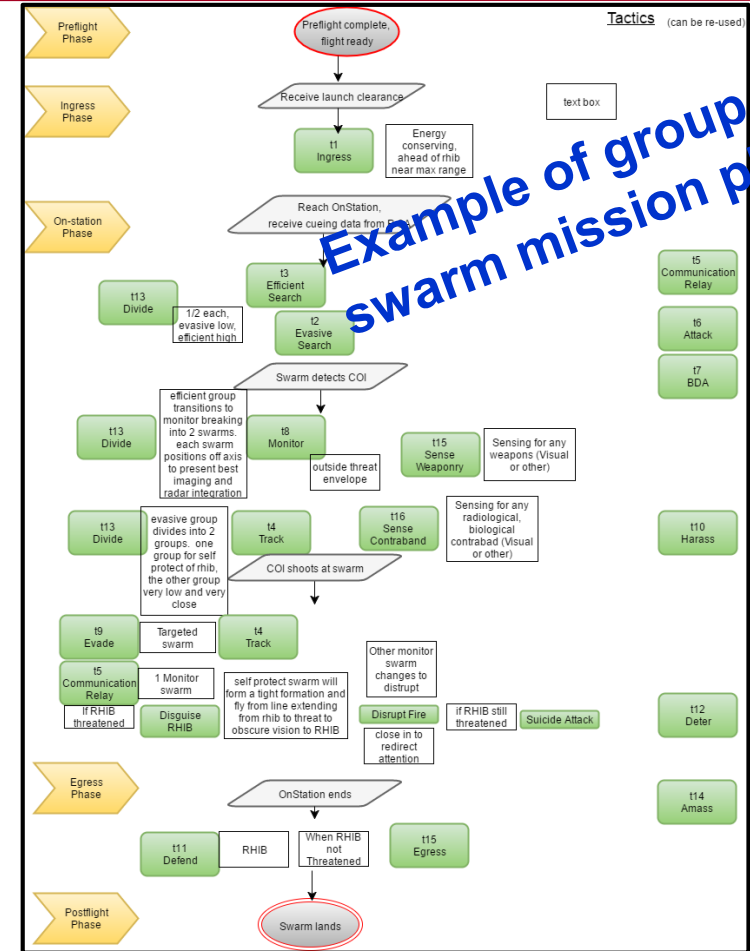 Tactics (can be re-used)
Preflight
Phase
Preflight complete,
flight ready
Ingress
Phase
Receive launch clearance
text box
t1
Ingress
Energy
conserving,
ahead of rhib
near max range
Example of group
swarm mission
On-station
Phase
Reach OnStation,
receive cueing data from
t5
Communication
Relay
t3
Efficient
Search
t13
Divide
1/2 each,
evasive low,
efficient high
t2
Evasive
Search
t6
Attack
t7
BDA
Swarm detects COI
t13
Divide
efficient group
transitions to
monitor breaking
into 2 swarms.
each swarm
positions off axis
to present best
imaging and
radar integration
t8
Monitor
outside threat
envelope
t15
Sense
Weaponry
Sensing for any
weapons (Visual
or other)
t13
Divide
evasive group
divides into 2
groups. one
group for self
protect of rhib,
the other group
very low and very
close
t4
Track
t16
Sense
Contraband
Sensing for any
radiological,
biological
contrabad (Visual
or other)
t10
Harass
COI shoots at swarm
t9
Evade
Targeted
swarm
t4
Track
t5
Communication
Relay
1 Monitor
swarm
self protect swarm will
form a tight formation and
fly from line extending
from rhib to threat to
obscure vision to RHIB
Other monitor
swarm
changes to
distrupt
If RHIB
threatened
Disguise
RHIB
Disrupt Fire
if RHIB still
threatened
Suicide Attack
close in to
redirect
attention
t12
Deter
Egress
Phase
OnStation ends
t14
Amass
t11
Defend
RHIB
When RHIB
not
Threatened
t15
Egress
Postflight
Phase
Swarm lands